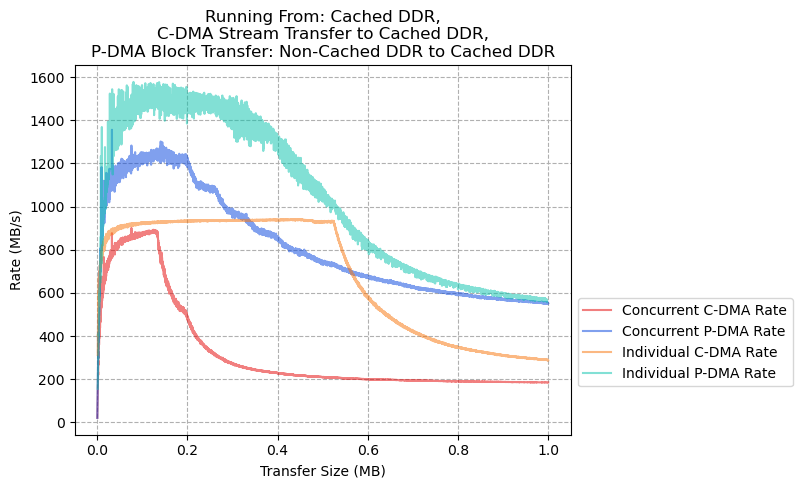 Running From: Cached DDR,
C-DMA Stream Transfer to Cached DDR,
P-DMA Block Transfer: Non-Cached DDR to Cached DDR
Rate (MB/s)
1600
1400
1200
1000
800
600
400
200
0
0.0 0.2 0.4 0.6 0.8 1.0
Transfer Size (MB)
Concurrent C-DMA Rate
Concurrent P-DMA Rate
Individual C-DMA Rate
Individual P-DMA Rate